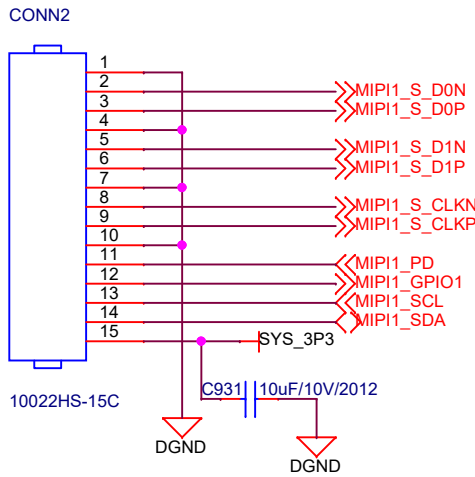 CONN2
1
2
MIPI1_S_D0N
3
MIPI1_S_D0P
4
5
MIPI1_S_D1N
6
MIPI1_S_D1P
7
8
MIPI1_S_CLKN
9
MIPI1_S_CLKP
10
11
MIPI1_PD
12
MIPI1_GPIO1
13
MIPI1_SCL
14
MIPI1_SDA
15
SYS_3P3
C931 10uF/10V/2012
10022HS-15C
DGND
DGND